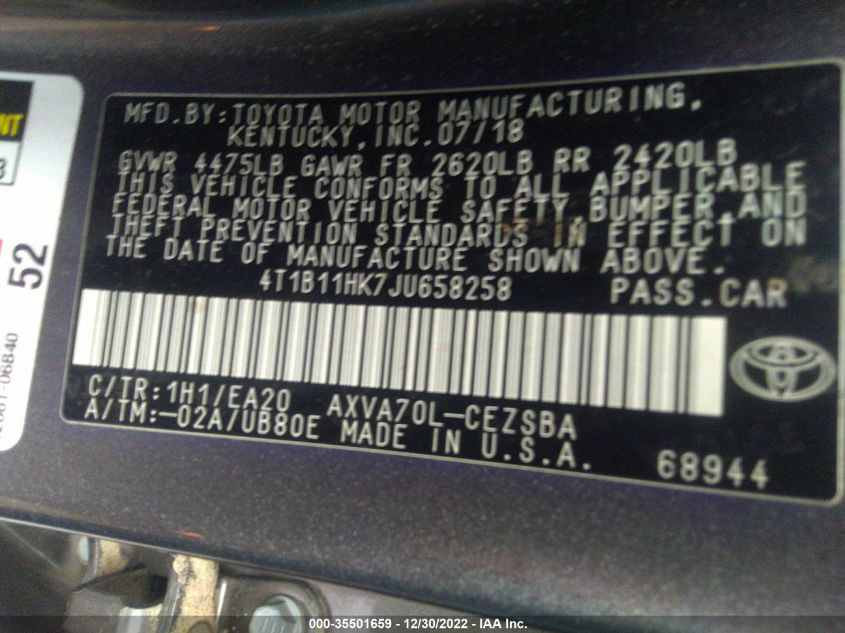 MFD.BY:TOYOTA MOTOR MANUFACTURING,
KENTUCKY,INC.07/18
GVWR 4475LB GAWR FR 2620LB RR 2420LB
THIS VEHICLE CONFORMS TO ALL APPLICABLE
FEDERAL MOTOR VEHICLE SAFETY,BUMPER,AND
THEFT PREVENTION STANDARDS IN EFFECT ON
THE DATE OF MANUFACTURE SHOWN ABOVE.
4T1B11HK7JU658258 PASS.CAR
C/TR:1H1/EA20 AXVA70L-CEZSBA
A/TM:-02A/UB80E MADE IN U.S.A.
68944
52
000-35501659 - 12/30/2022 - IAA Inc.